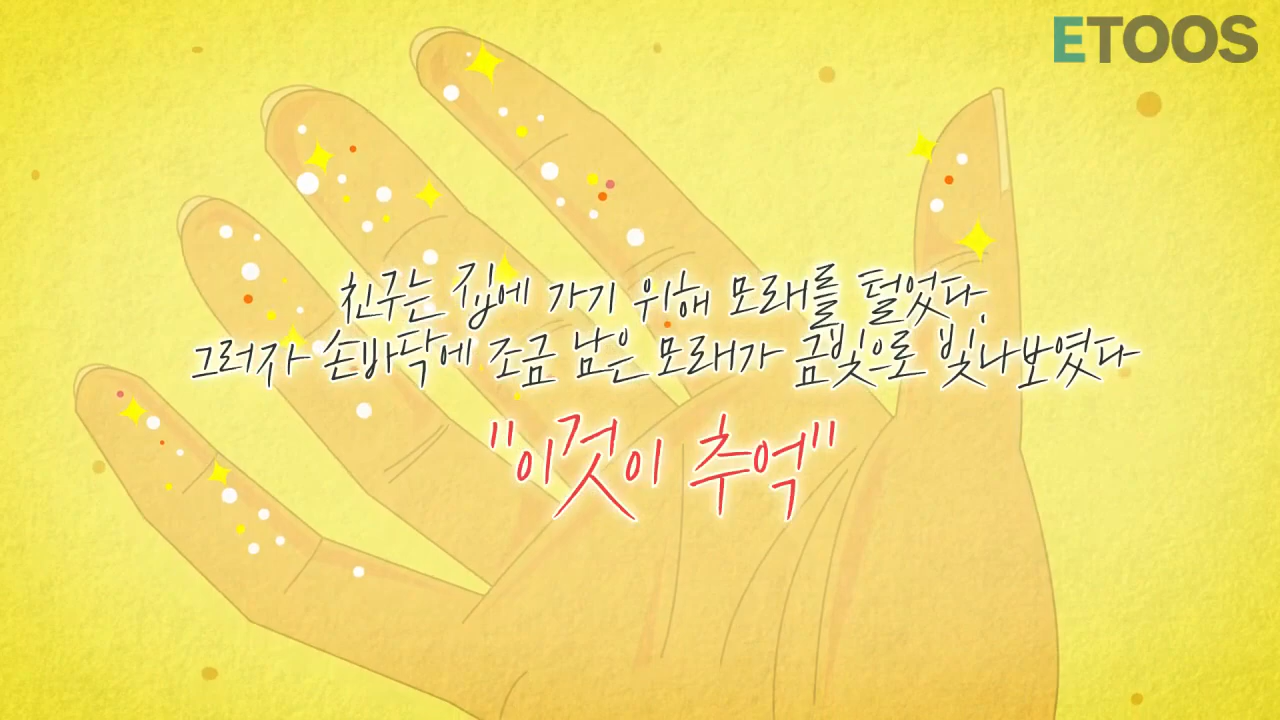 ETOOS
친구는 집에 가기 위해 모래를 털었다.
그러자 손바닥에 조금 남은 모래가 금빛으로 빛나보였다
"이것이 추억"